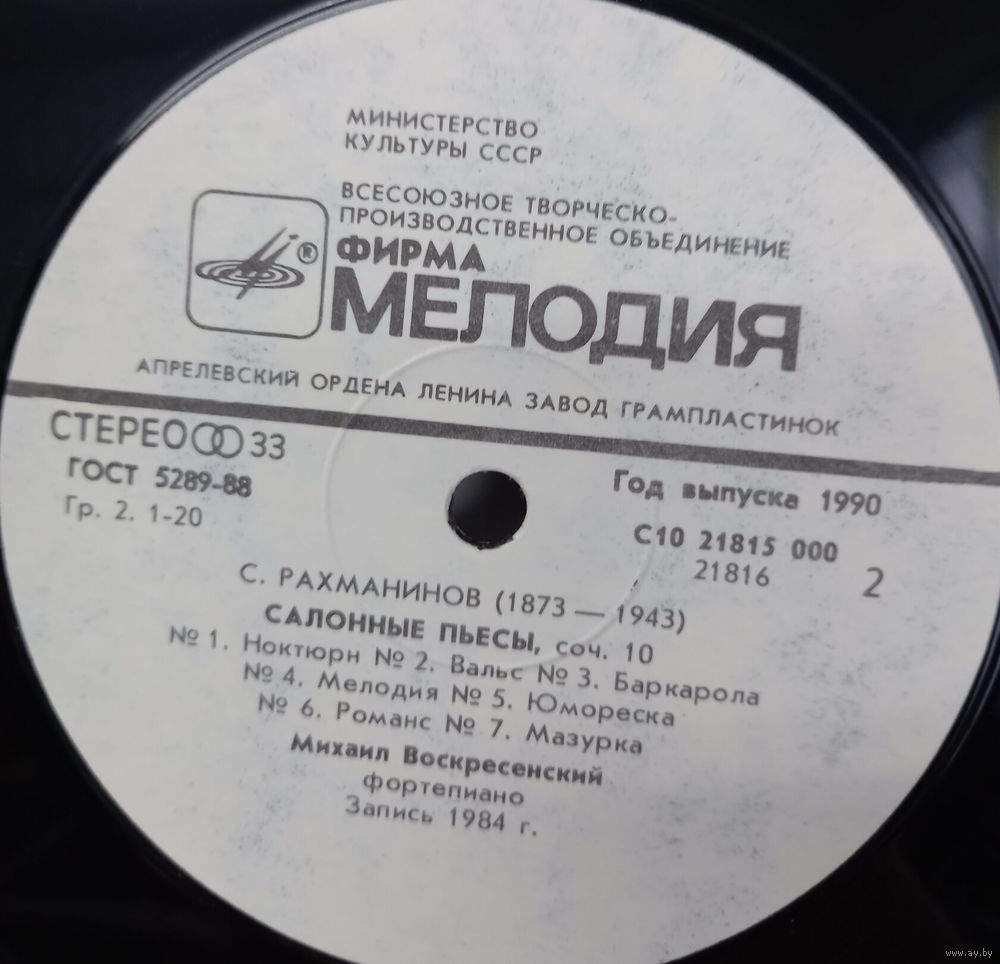 МИНИСТЕРСТВО
КУЛЬТУРЫ СССР
ВСЕСОЮЗНОЕ ТВОРЧЕСКО-
ПРОИЗВОДСТВЕННОЕ ОБЪЕДИНЕНИЕ
ФИРМА
®
МЕЛОДИЯ
АПРЕЛЕВСКИЙ ОРДЕНА ЛЕНИНА ЗАВОД ГРАМПЛАСТИНОК
СТЕРЕО 33
ГОСТ 5289-88
Гр. 2. 1-20
Год выпуска 1990
С10 21815 000
21816
2
С. РАХМАНИНОВ (1873 — 1943)
САЛОННЫЕ ПЬЕСЫ, соч. 10
№ 1. Ноктюрн № 2. Вальс № 3. Баркарола
№ 4. Мелодия № 5. Юмореска
№ 6. Романс № 7. Мазурка
Михаил Воскресенский
фортепиано
Запись 1984 г.
www.ay.by